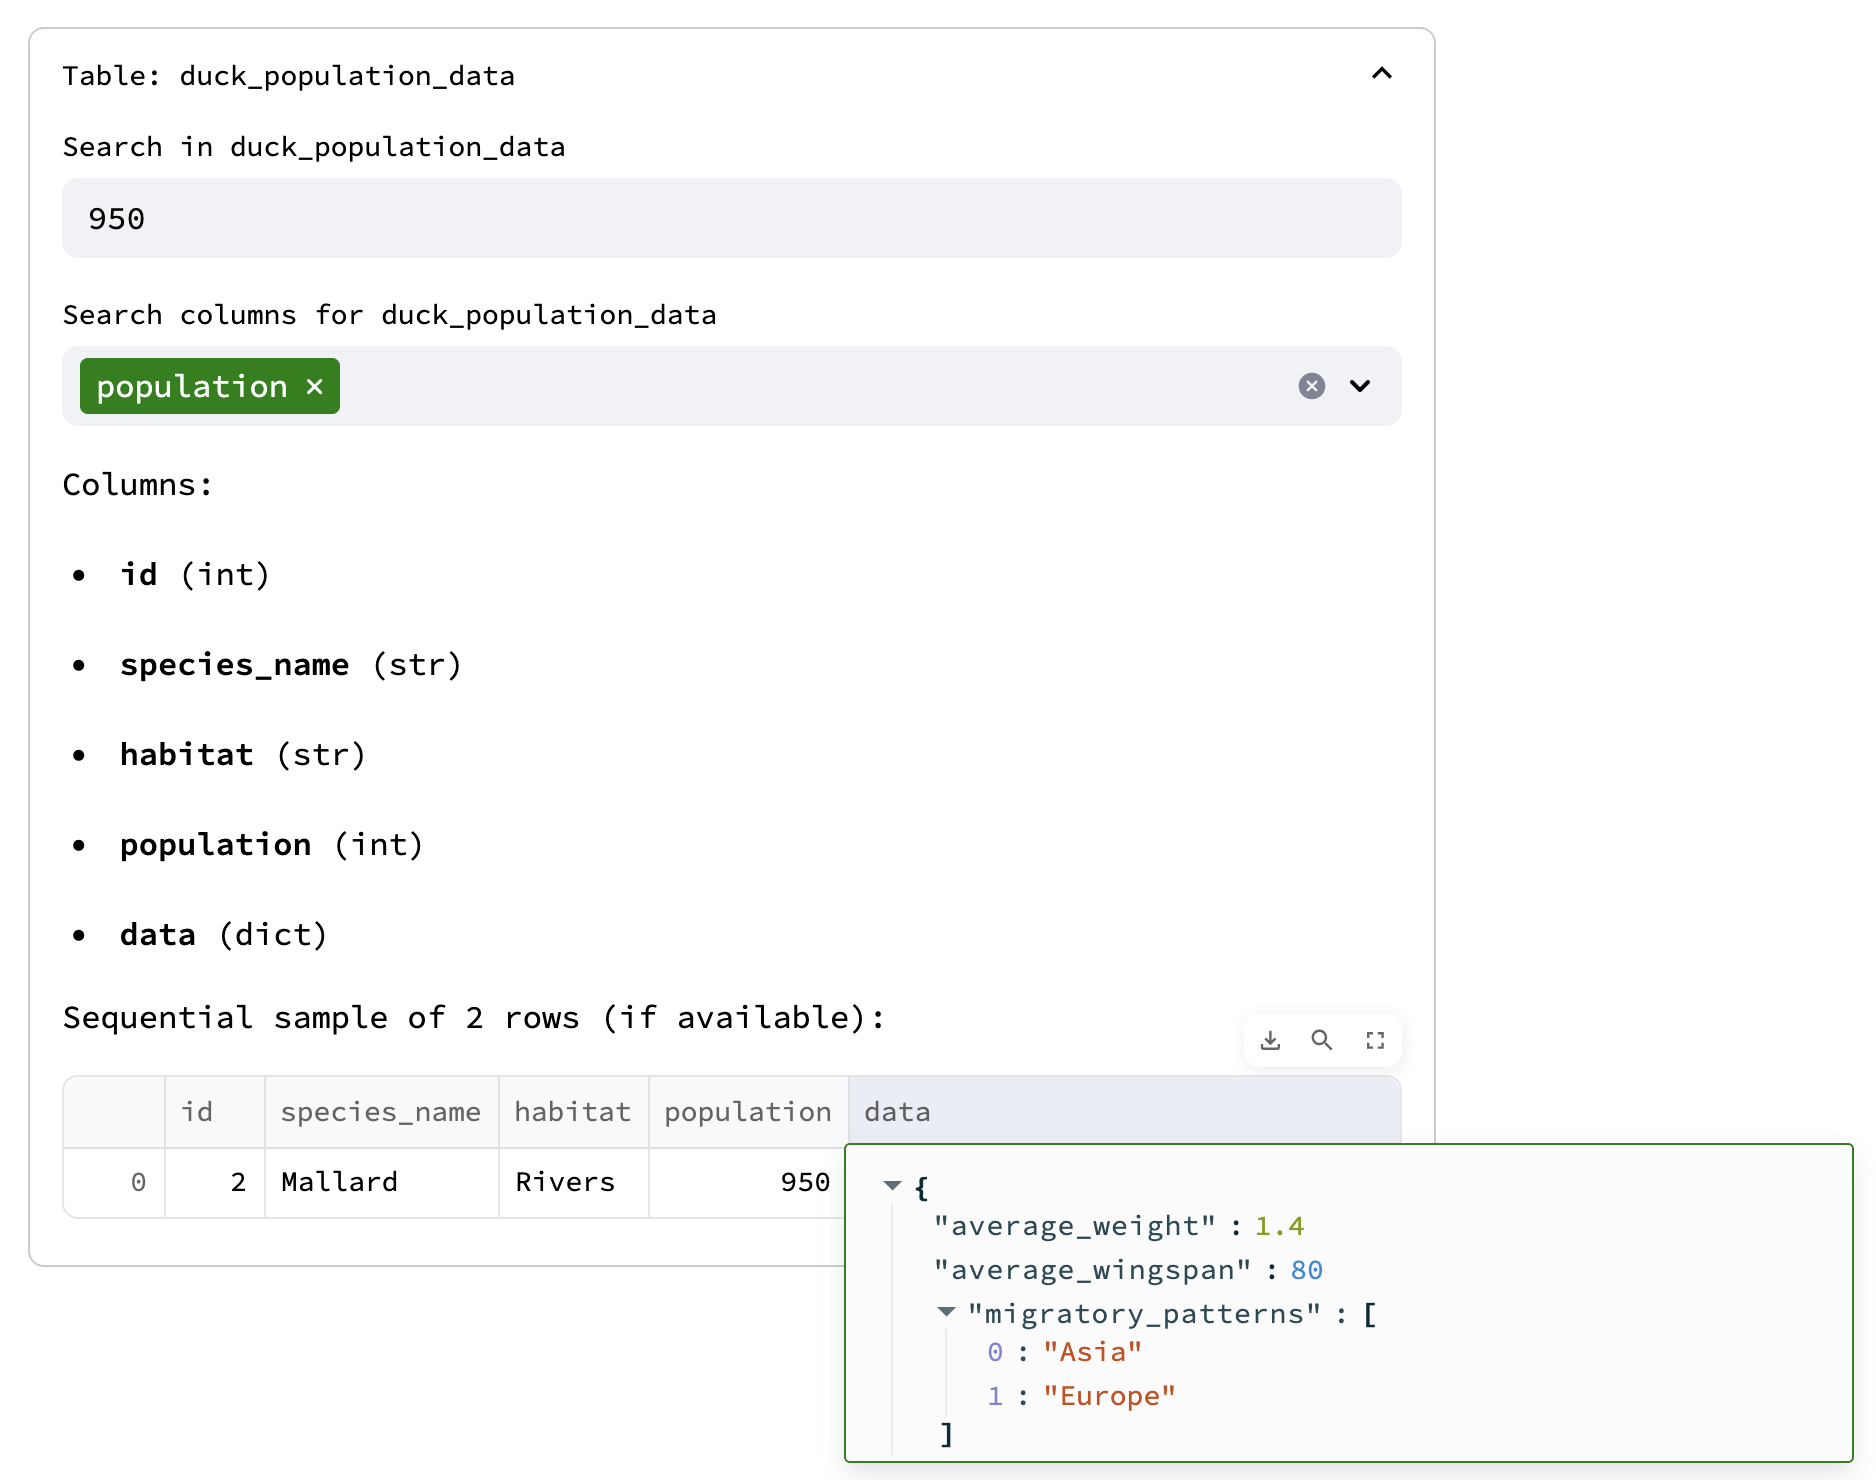 Table: duck_population_data
Search in duck_population_data
950
Search columns for duck_population_data
population ×
Columns:
• id (int)
• species_name (str)
• habitat (str)
• population (int)
• data (dict)
Sequential sample of 2 rows (if available):
id species_name habitat population data
0 2 Mallard Rivers 950
{
"average_weight" : 1.4
"average_wingspan" : 80
"migratory_patterns" : [
0 : "Asia"
1 : "Europe"
]